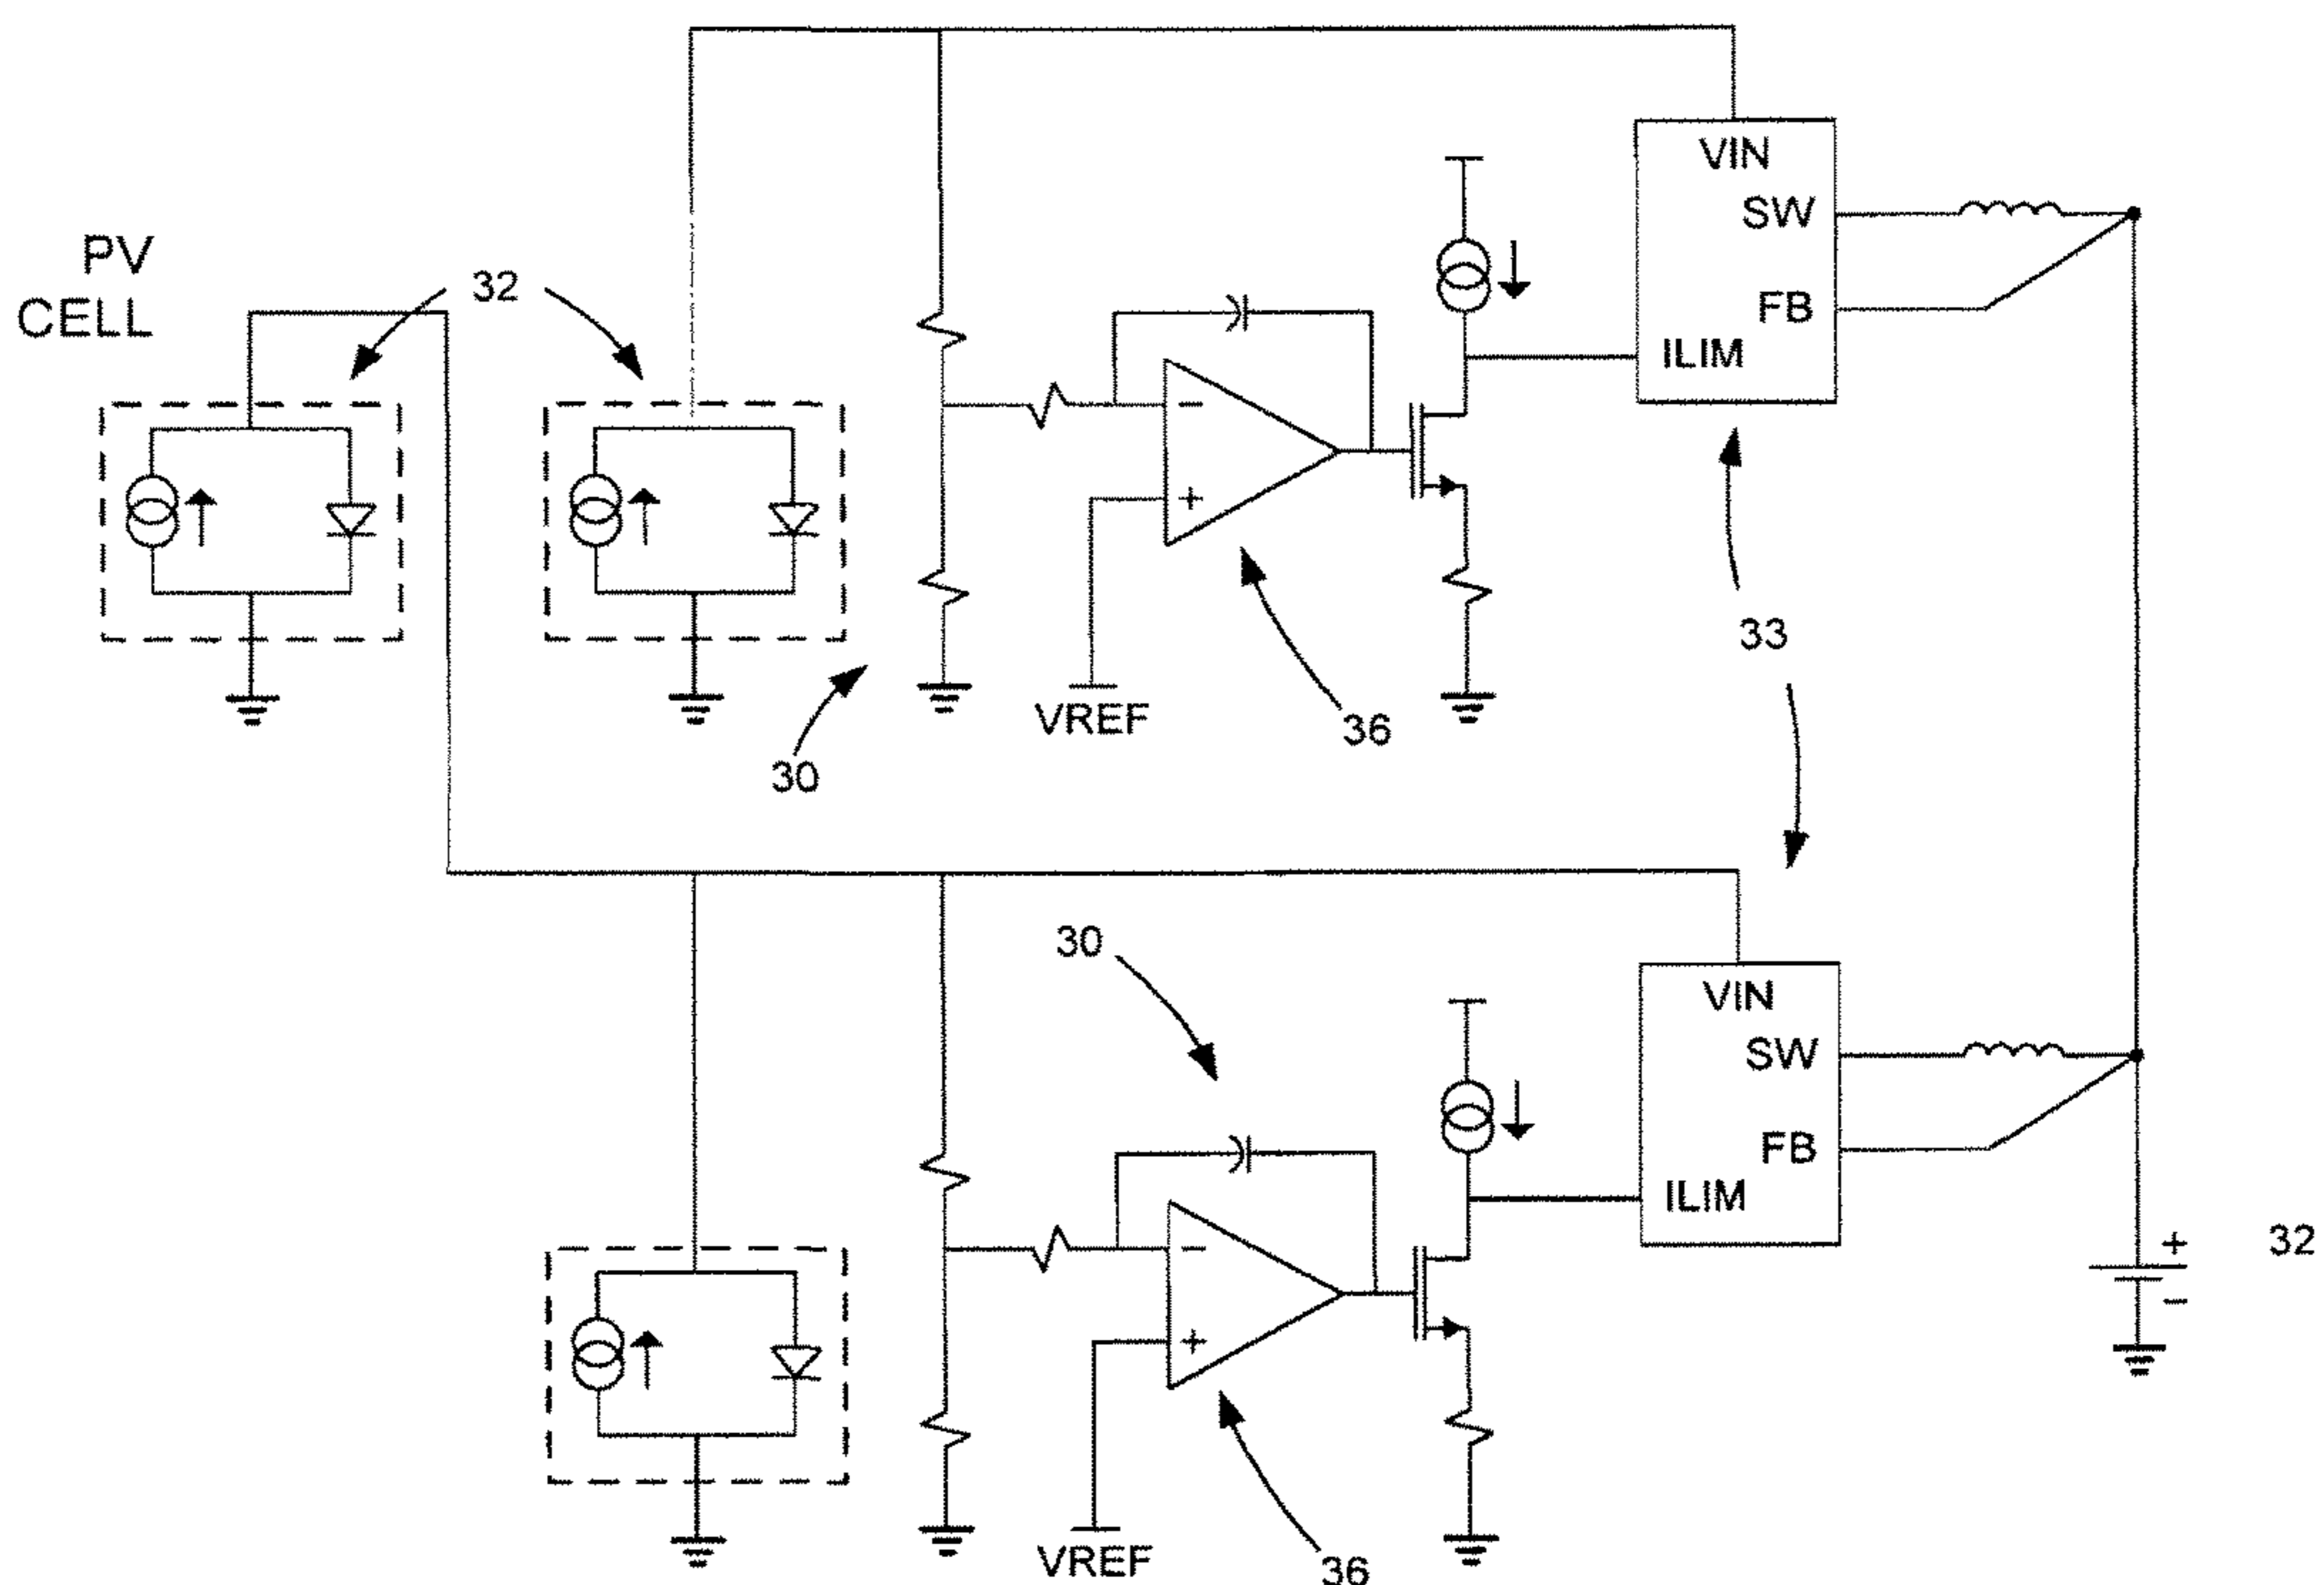 PV
CELL
32
VIN
SW
FB
ILIM
−
+
VREF
30
36
33
30
VIN
SW
FB
ILIM
−
+
VREF
36
+
−
32